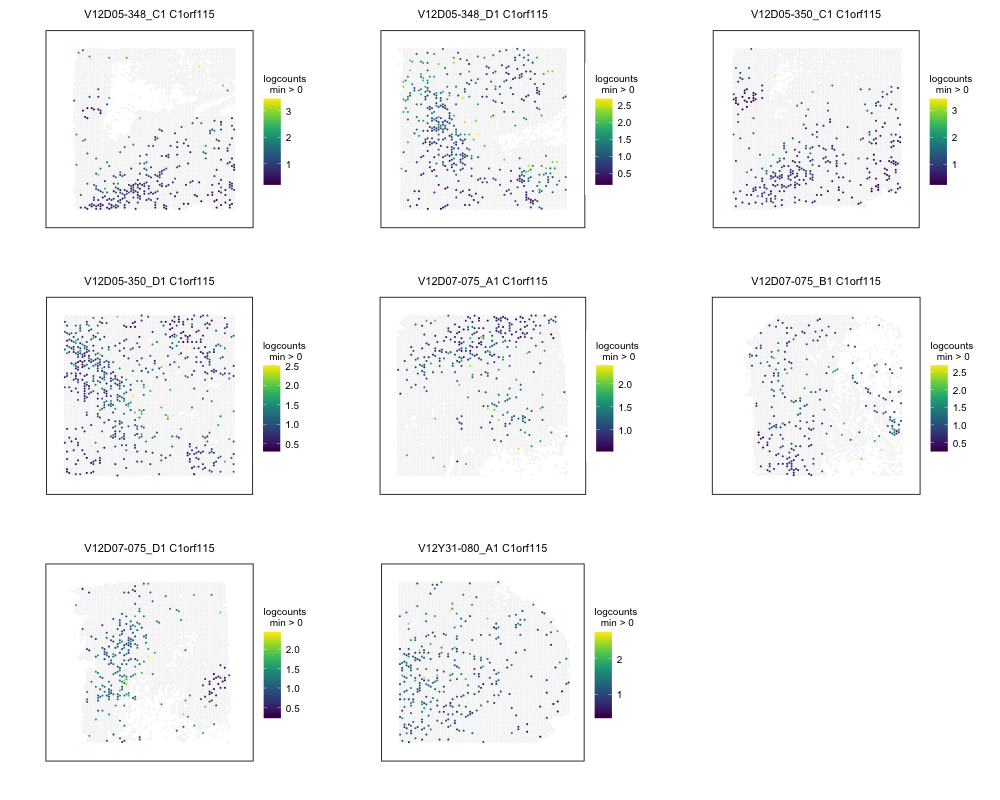 V12D05-348_C1 C1orf115
logcounts
min > 0
3
2
1
V12D05-348_D1 C1orf115
logcounts
min > 0
2.5
2.0
1.5
1.0
0.5
V12D05-350_C1 C1orf115
logcounts
min > 0
3
2
1
V12D05-350_D1 C1orf115
logcounts
min > 0
2.5
2.0
1.5
1.0
0.5
V12D07-075_A1 C1orf115
logcounts
min > 0
2.0
1.5
1.0
V12D07-075_B1 C1orf115
logcounts
min > 0
2.5
2.0
1.5
1.0
0.5
V12D07-075_D1 C1orf115
logcounts
min > 0
2.0
1.5
1.0
0.5
V12Y31-080_A1 C1orf115
logcounts
min > 0
2
1